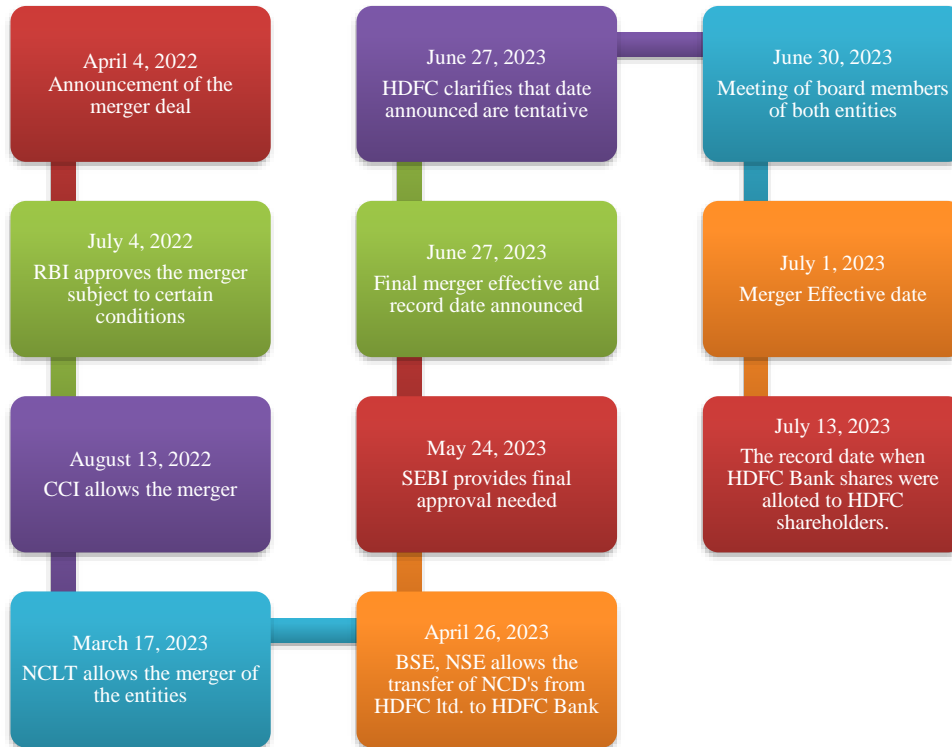 April 4, 2022
Announcement of the
merger deal
July 4, 2022
RBI approves the merger
subject to certain
conditions
August 13, 2022
CCI allows the merger
March 17, 2023
NCLT allows the merger of
the entities
April 26, 2023
BSE, NSE allows the
transfer of NCD's from
HDFC ltd. to HDFC Bank
May 24, 2023
SEBI provides final
approval needed
June 27, 2023
Final merger effective and
record date announced
June 27, 2023
HDFC clarifies that date
announced are tentative
June 30, 2023
Meeting of board members
of both entities
July 1, 2023
Merger Effective date
July 13, 2023
The record date when
HDFC Bank shares were
alloted to HDFC
shareholders.